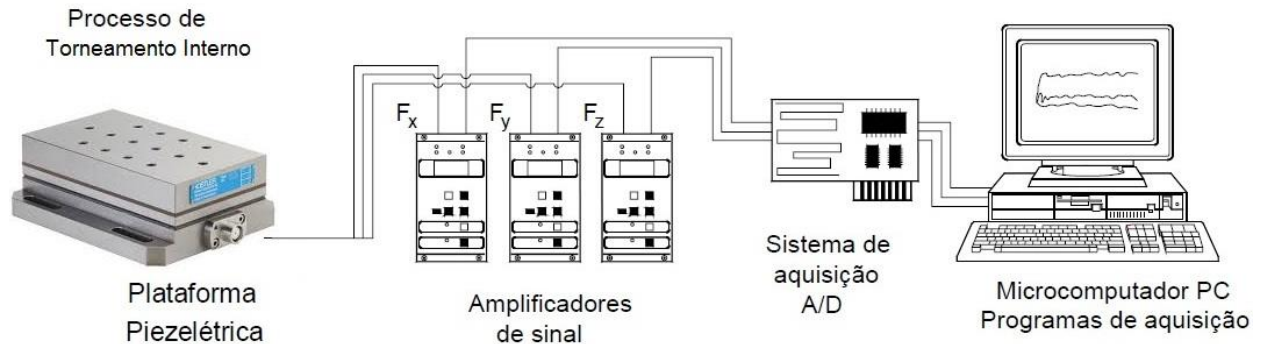 Processo de
Torneamento Interno
Fx
Fy
Fz
Plataforma
Piezelétrica
Amplificadores
de sinal
Sistema de
aquisição
A/D
Microcomputador PC
Programas de aquisição